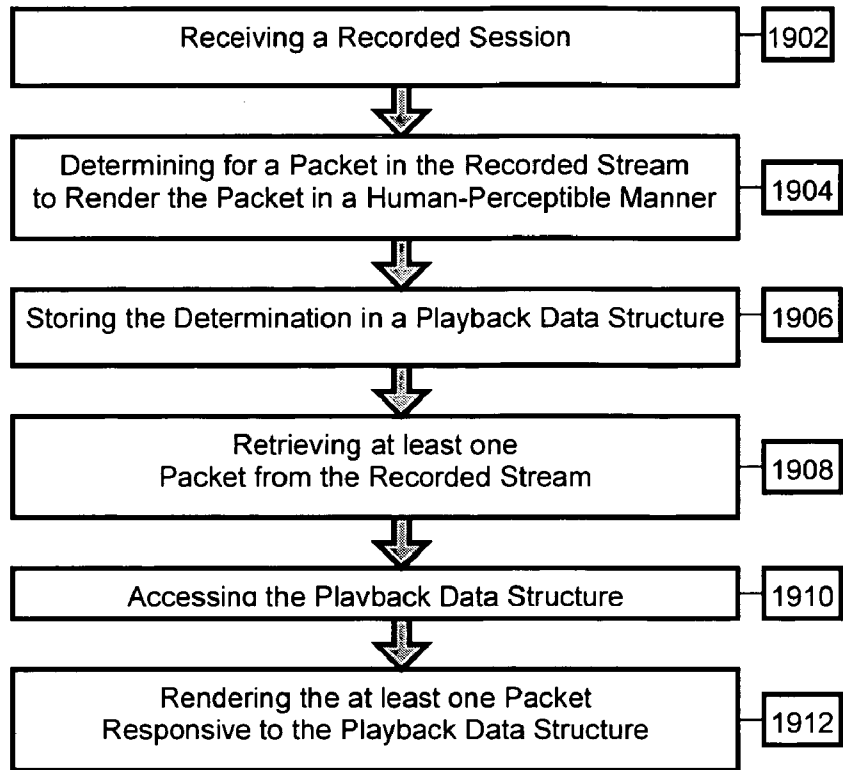 Receiving a Recorded Session
1902
Determining for a Packet in the Recorded Stream
to Render the Packet in a Human-Perceptible Manner
1904
Storing the Determination in a Playback Data Structure
1906
Retrieving at least one
Packet from the Recorded Stream
1908
Accessing the Playback Data Structure
1910
Rendering the at least one Packet
Responsive to the Playback Data Structure
1912